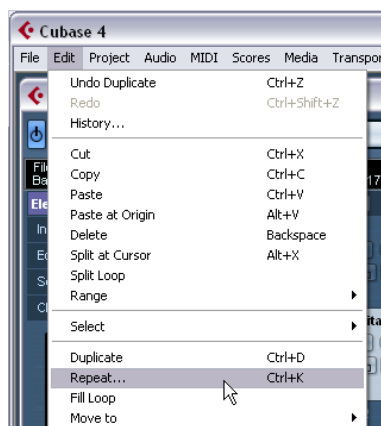 Cubase 4
File Edit Project Audio MIDI Scores Media Transpo
Undo Duplicate Ctrl+Z
Redo Ctrl+Shift+Z
History...
Cut Ctrl+X
Copy Ctrl+C
Paste Ctrl+V
Paste at Origin Alt+V
Delete Backspace
Split at Cursor Alt+X
Split Loop
Range
Select
Duplicate Ctrl+D
Repeat... Ctrl+K
Fill Loop
Move to